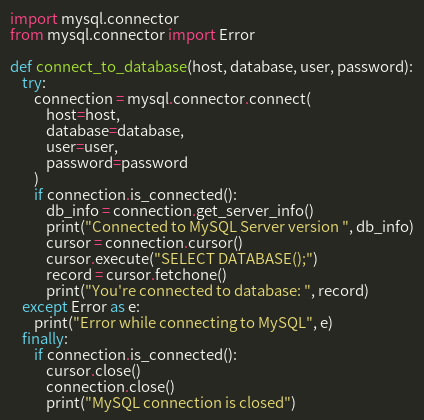 import mysql.connector
from mysql.connector import Error

def connect_to_database(host, database, user, password):
    try:
        connection = mysql.connector.connect(
            host=host,
            database=database,
            user=user,
            password=password
        )
        if connection.is_connected():
            db_info = connection.get_server_info()
            print("Connected to MySQL Server version ", db_info)
            cursor = connection.cursor()
            cursor.execute("SELECT DATABASE();")
            record = cursor.fetchone()
            print("You're connected to database: ", record)
    except Error as e:
        print("Error while connecting to MySQL", e)
    finally:
        if connection.is_connected():
            cursor.close()
            connection.close()
            print("MySQL connection is closed")